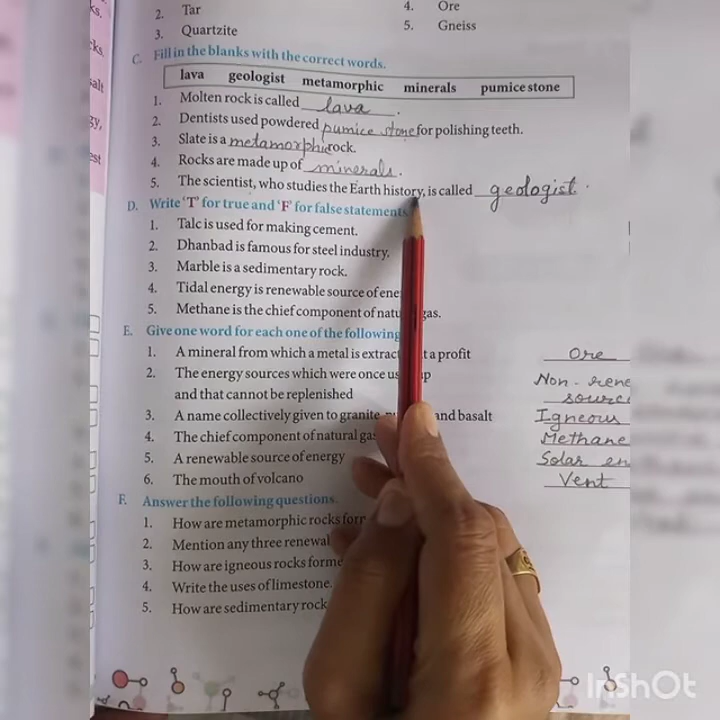 ks.
2. Tar 4. Ore
3. Quartzite 5. Gneiss
cks.
C. Fill in the blanks with the correct words.
salt
lava geologist metamorphic minerals pumice stone
1. Molten rock is called lava.
gy,
2. Dentists used powdered pumice stone for polishing teeth.
3. Slate is a metamorphic rock.
est
4. Rocks are made up of minerals.
5. The scientist, who studies the Earth history, is called geologist.
D. Write 'T' for true and 'F' for false statements
1. Talc is used for making cement.
2. Dhanbad is famous for steel industry.
3. Marble is a sedimentary rock.
4. Tidal energy is renewable source of ene
5. Methane is the chief component of natu gas.
E. Give one word for each one of the following
1. A mineral from which a metal is extrac t a profit Ore
2. The energy sources which were once us up Non-rene
and that cannot be replenished source
3. A name collectively given to granite and basalt Igneous
4. The chief component of natural gas Methane
5. A renewable source of energy Solar en
6. The mouth of volcano Vent
F. Answer the following questions.
1. How are metamorphic rocks form
2. Mention any three renewal
3. How are igneous rocks forme
4. Write the uses of limestone.
5. How are sedimentary rock
InShOt